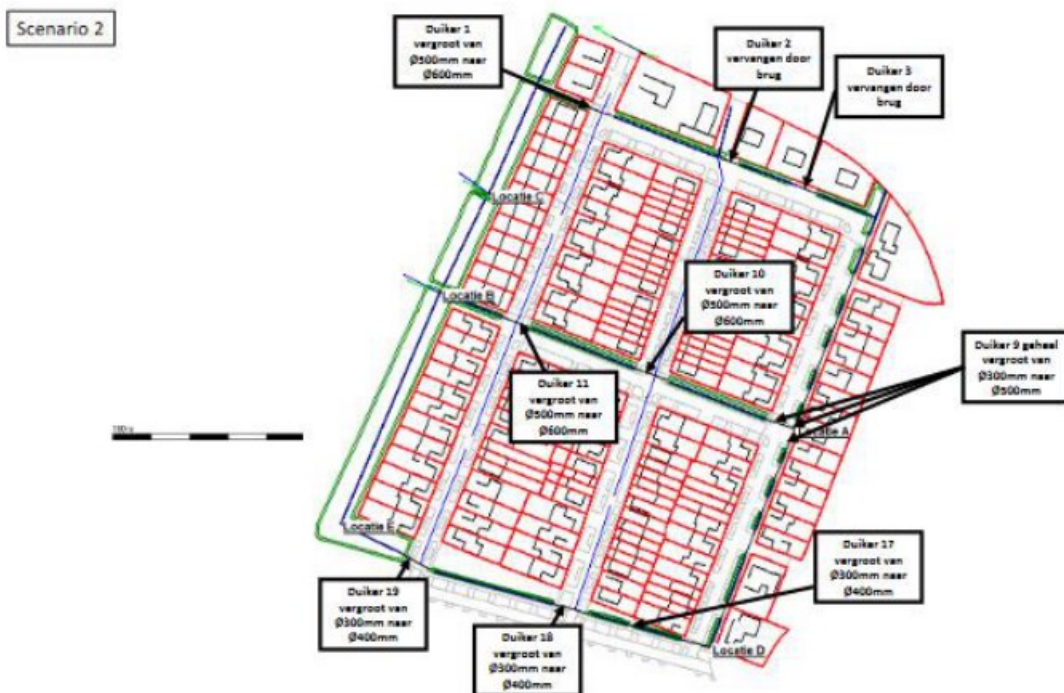 Scenario 2
Duiker 1
vergroot van
Ø500mm naar
Ø600mm
Duiker 2
vervangen door
brug
Duiker 3
vervangen door
brug
Locatie C
Duiker 10
vergroot van
Ø500mm naar
Ø600mm
Locatie B
Duiker 9 geheel
vergroot van
Ø300mm naar
Ø500mm
Duiker 11
vergroot van
Ø500mm naar
Ø600mm
Locatie A
Locatie E
Duiker 17
vergroot van
Ø300mm naar
Ø400mm
Duiker 19
vergroot van
Ø300mm naar
Ø400mm
Duiker 18
vergroot van
Ø300mm naar
Ø400mm
Locatie D